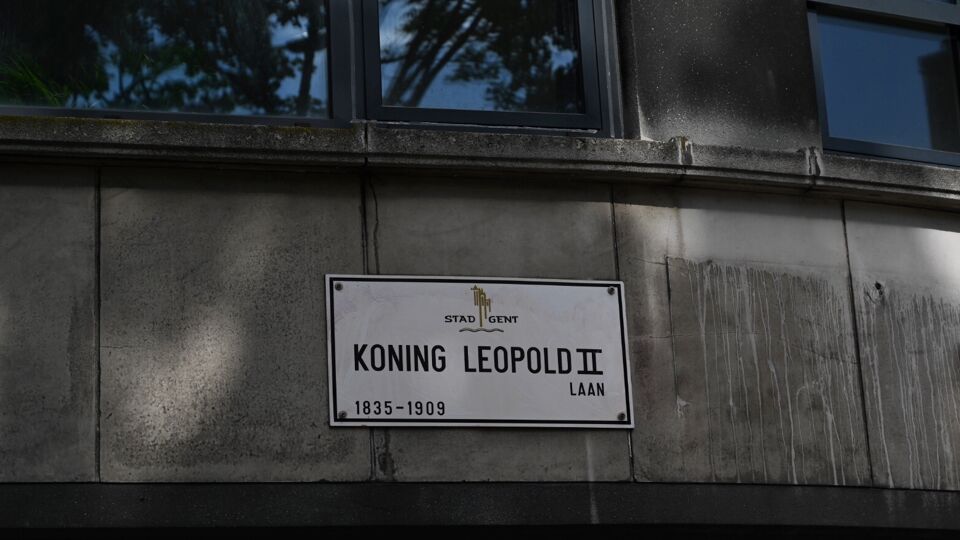 STAD GENT
KONING LEOPOLD II
LAAN
1835-1909